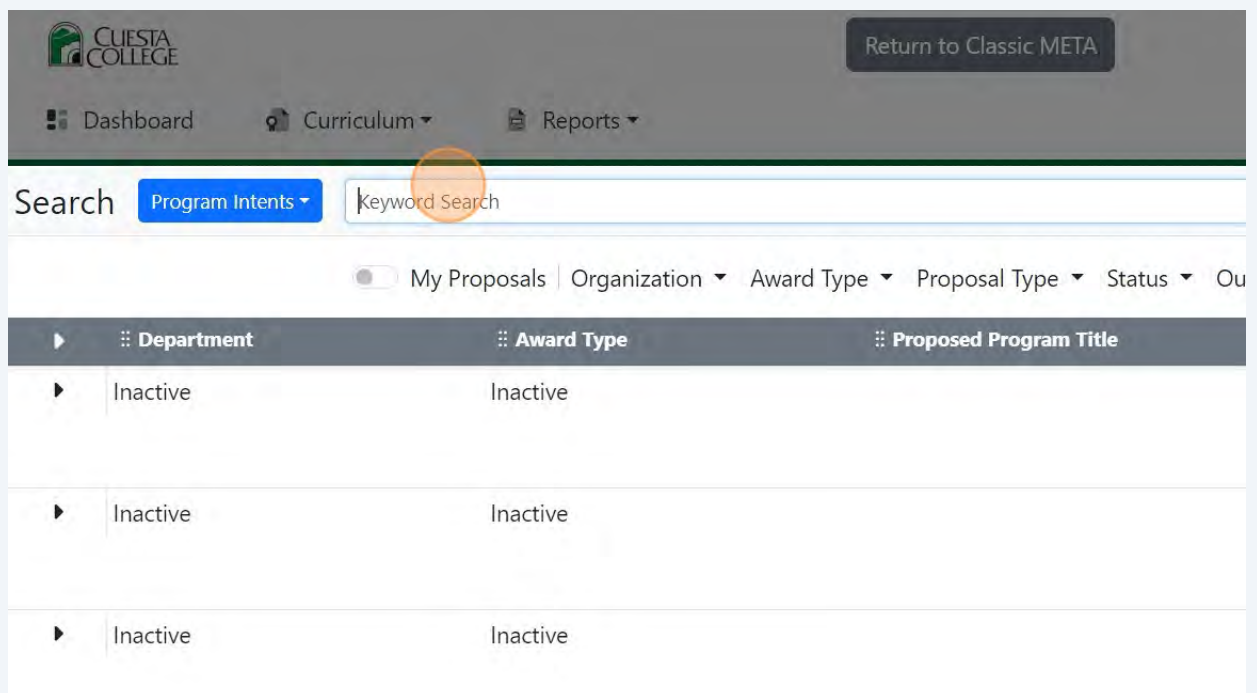 CUESTA
COLLEGE
Return to Classic META
Dashboard Curriculum Reports
Search Program Intents Keyword Search
My Proposals Organization Award Type Proposal Type Status Ou
Department Award Type Proposed Program Title
Inactive Inactive
Inactive Inactive
Inactive Inactive